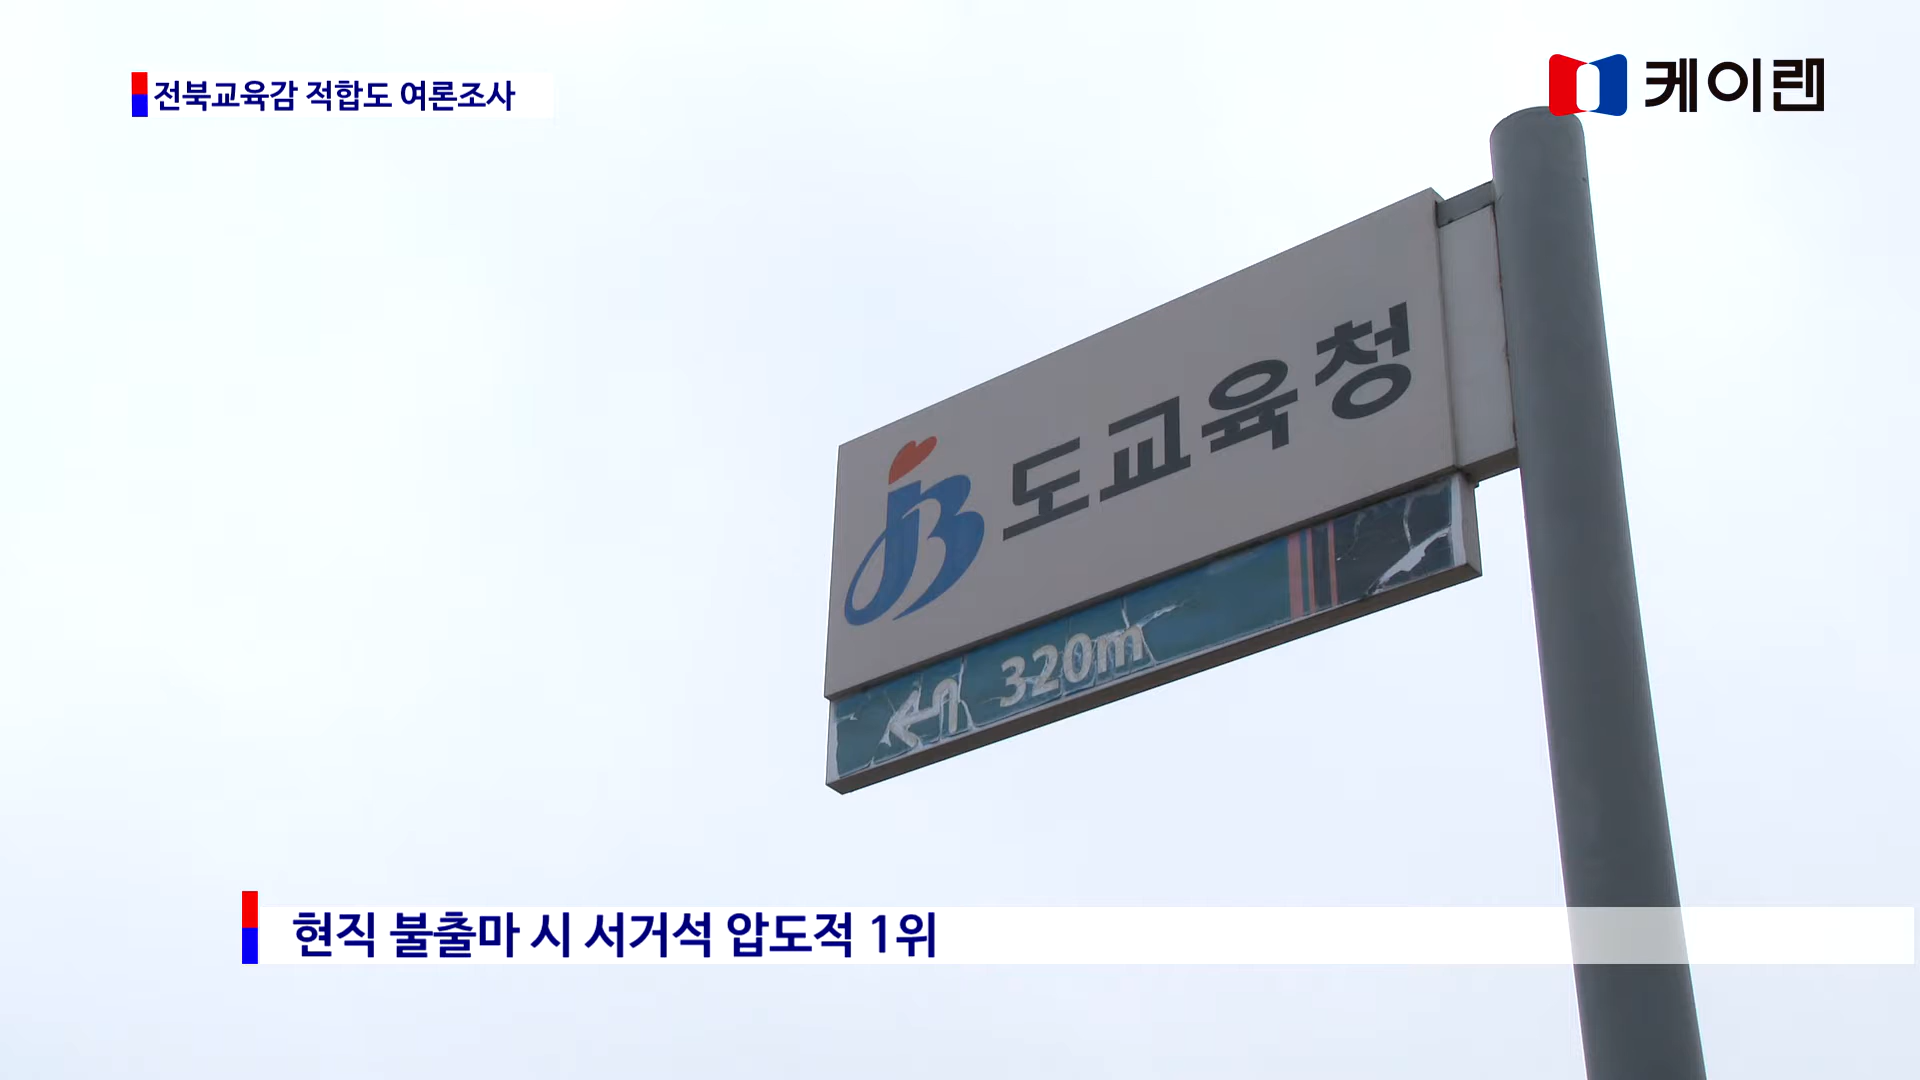 전북교육감 적합도 여론조사
케이랜
JB 도교육청
320m
현직 불출마 시 서거석 압도적 1위